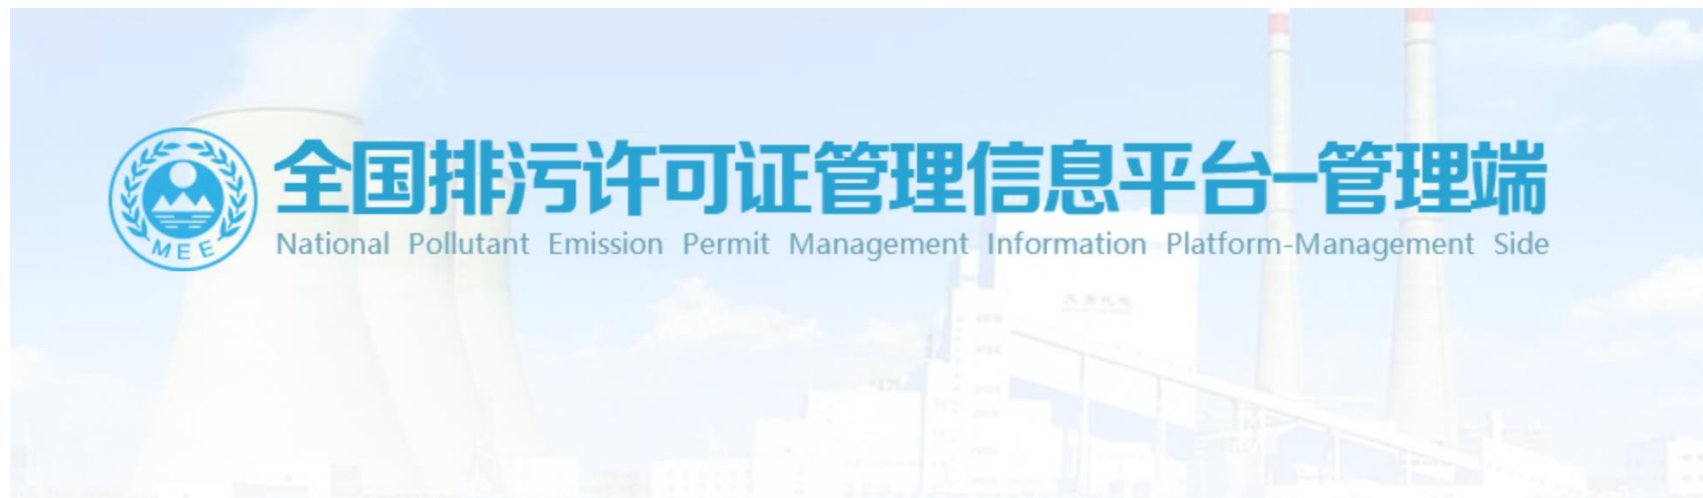 全国排污许可证管理信息平台-管理端
National Pollutant Emission Permit Management Information Platform-Management Side
MEE